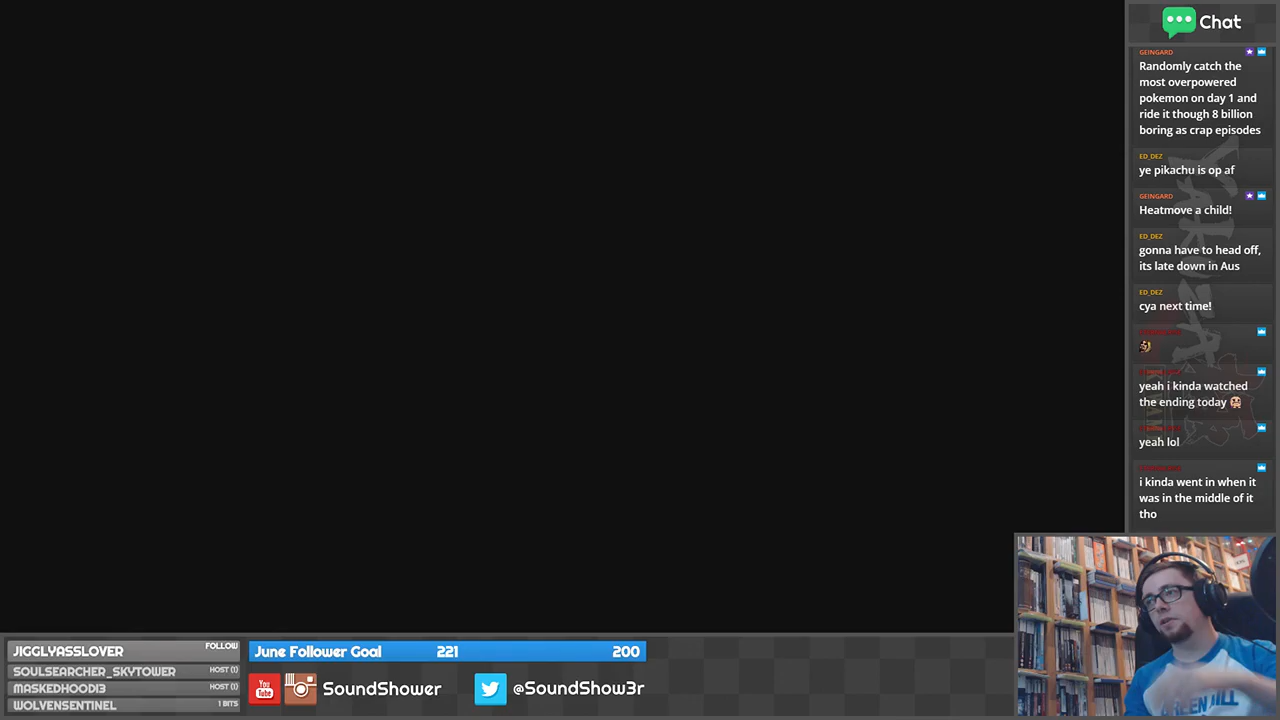 Chat
GEINGARD
Randomly catch the
most overpowered
pokemon on day 1 and
ride it though 8 billion
boring as crap episodes
ED_DEZ
ye pikachu is op af
GEINGARD
Heatmove a child!
ED_DEZ
gonna have to head off,
its late down in Aus
ED_DEZ
cya next time!
yeah i kinda watched
the ending today
yeah lol
i kinda went in when it
was in the middle of it
tho
JIGGLYASSLOVER FOLLOW
SOULSEARCHER_SKYTOWER HOST (1)
MASKEDHOODI3 HOST (1)
WOLVENSENTINEL 1 BITS
June Follower Goal 221 200
You Tube
SoundShower
@SoundShow3r